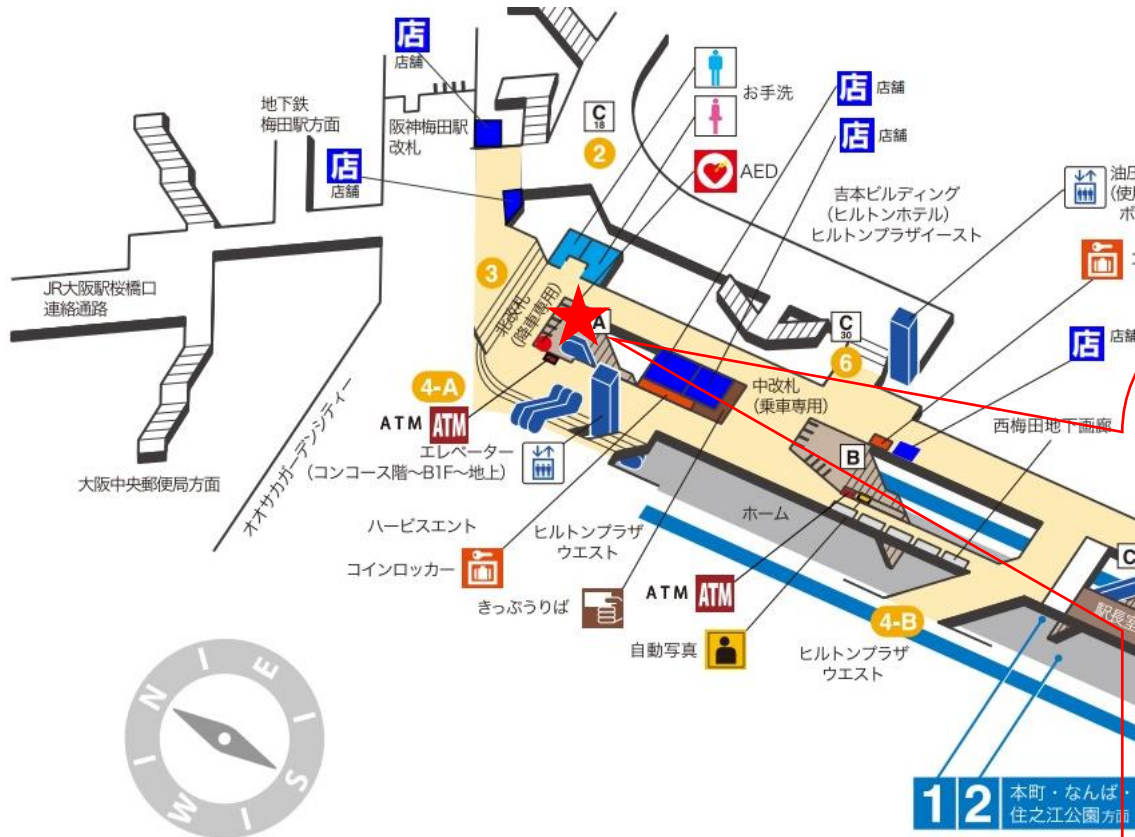 店
店舗
地下鉄
梅田駅方面
阪神梅田駅
改札
C
18
2
お手洗
AED
店
店舗
店
店舗
店
店舗
吉本ビルディング
(ヒルトンホテル)
ヒルトンプラザイースト
油圧
(使用
JR大阪駅桜橋口
連絡通路
3
北改札
(降車専用)
A
C
30
6
中改札
(乗車専用)
店
店舗
西梅田地下画廊
4-A
ATM ATM
エレベーター
(コンコース階～B1F～地上)
大阪中央郵便局方面
オオサカガーデンシティー
B
ホーム
ハービスエント
ヒルトンプラザ
ウエスト
コインロッカー
きっぷうりば
ATM ATM
自動写真
4-B
ヒルトンプラザ
ウエスト
C
駅長室
N
E
S
W
1 2
本町・なんば・
住之江公園方面